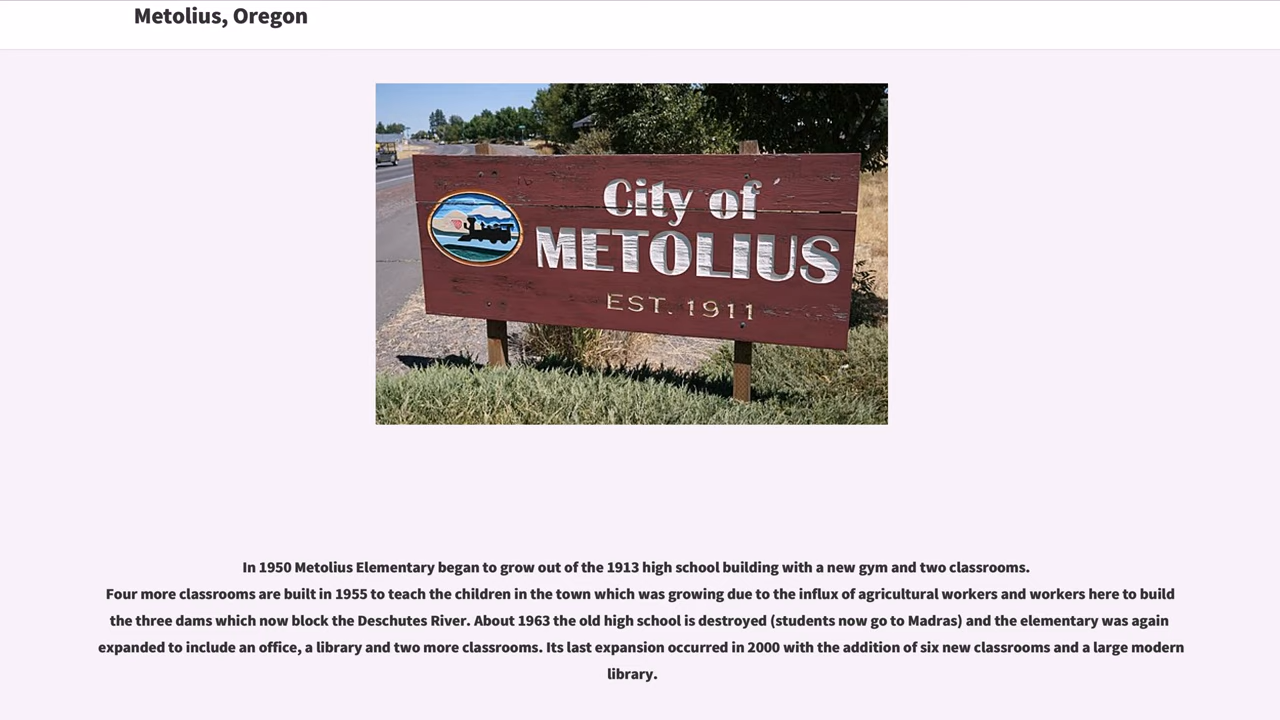 Metolius, Oregon
City of
METOLIUS
EST. 1911
In 1950 Metolius Elementary began to grow out of the 1913 high school building with a new gym and two classrooms.
Four more classrooms are built in 1955 to teach the children in the town which was growing due to the influx of agricultural workers and workers here to build
the three dams which now block the Deschutes River. About 1963 the old high school is destroyed (students now go to Madras) and the elementary was again
expanded to include an office, a library and two more classrooms. Its last expansion occurred in 2000 with the addition of six new classrooms and a large modern
library.